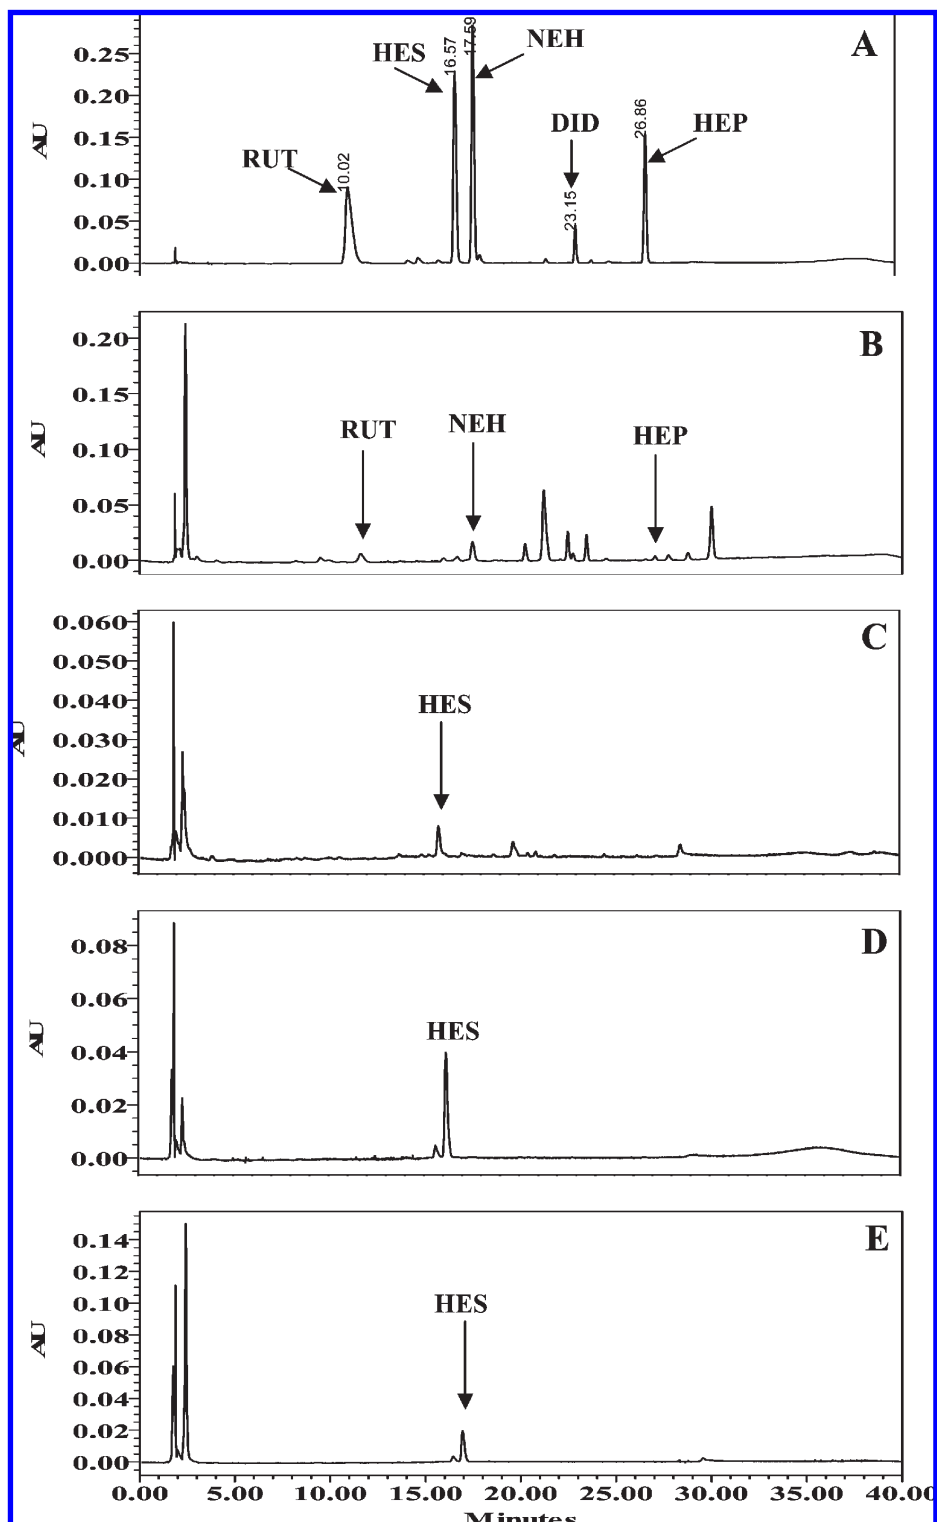 A
HES
16.57
17.59
NEH
0.25
0.20
0.15
0.10
0.05
0.00
AU
RUT
10.02
DID
23.15
26.86
HEP
B
0.20
0.15
0.10
0.05
0.00
AU
RUT
NEH
HEP
C
0.060
0.050
0.040
0.030
0.020
0.010
0.000
AU
HES
D
0.08
0.06
0.04
0.02
0.00
AU
HES
E
0.14
0.12
0.10
0.08
0.06
0.04
0.02
0.00
AU
HES
0.00 5.00 10.00 15.00 20.00 25.00 30.00 35.00 40.00
Minutes